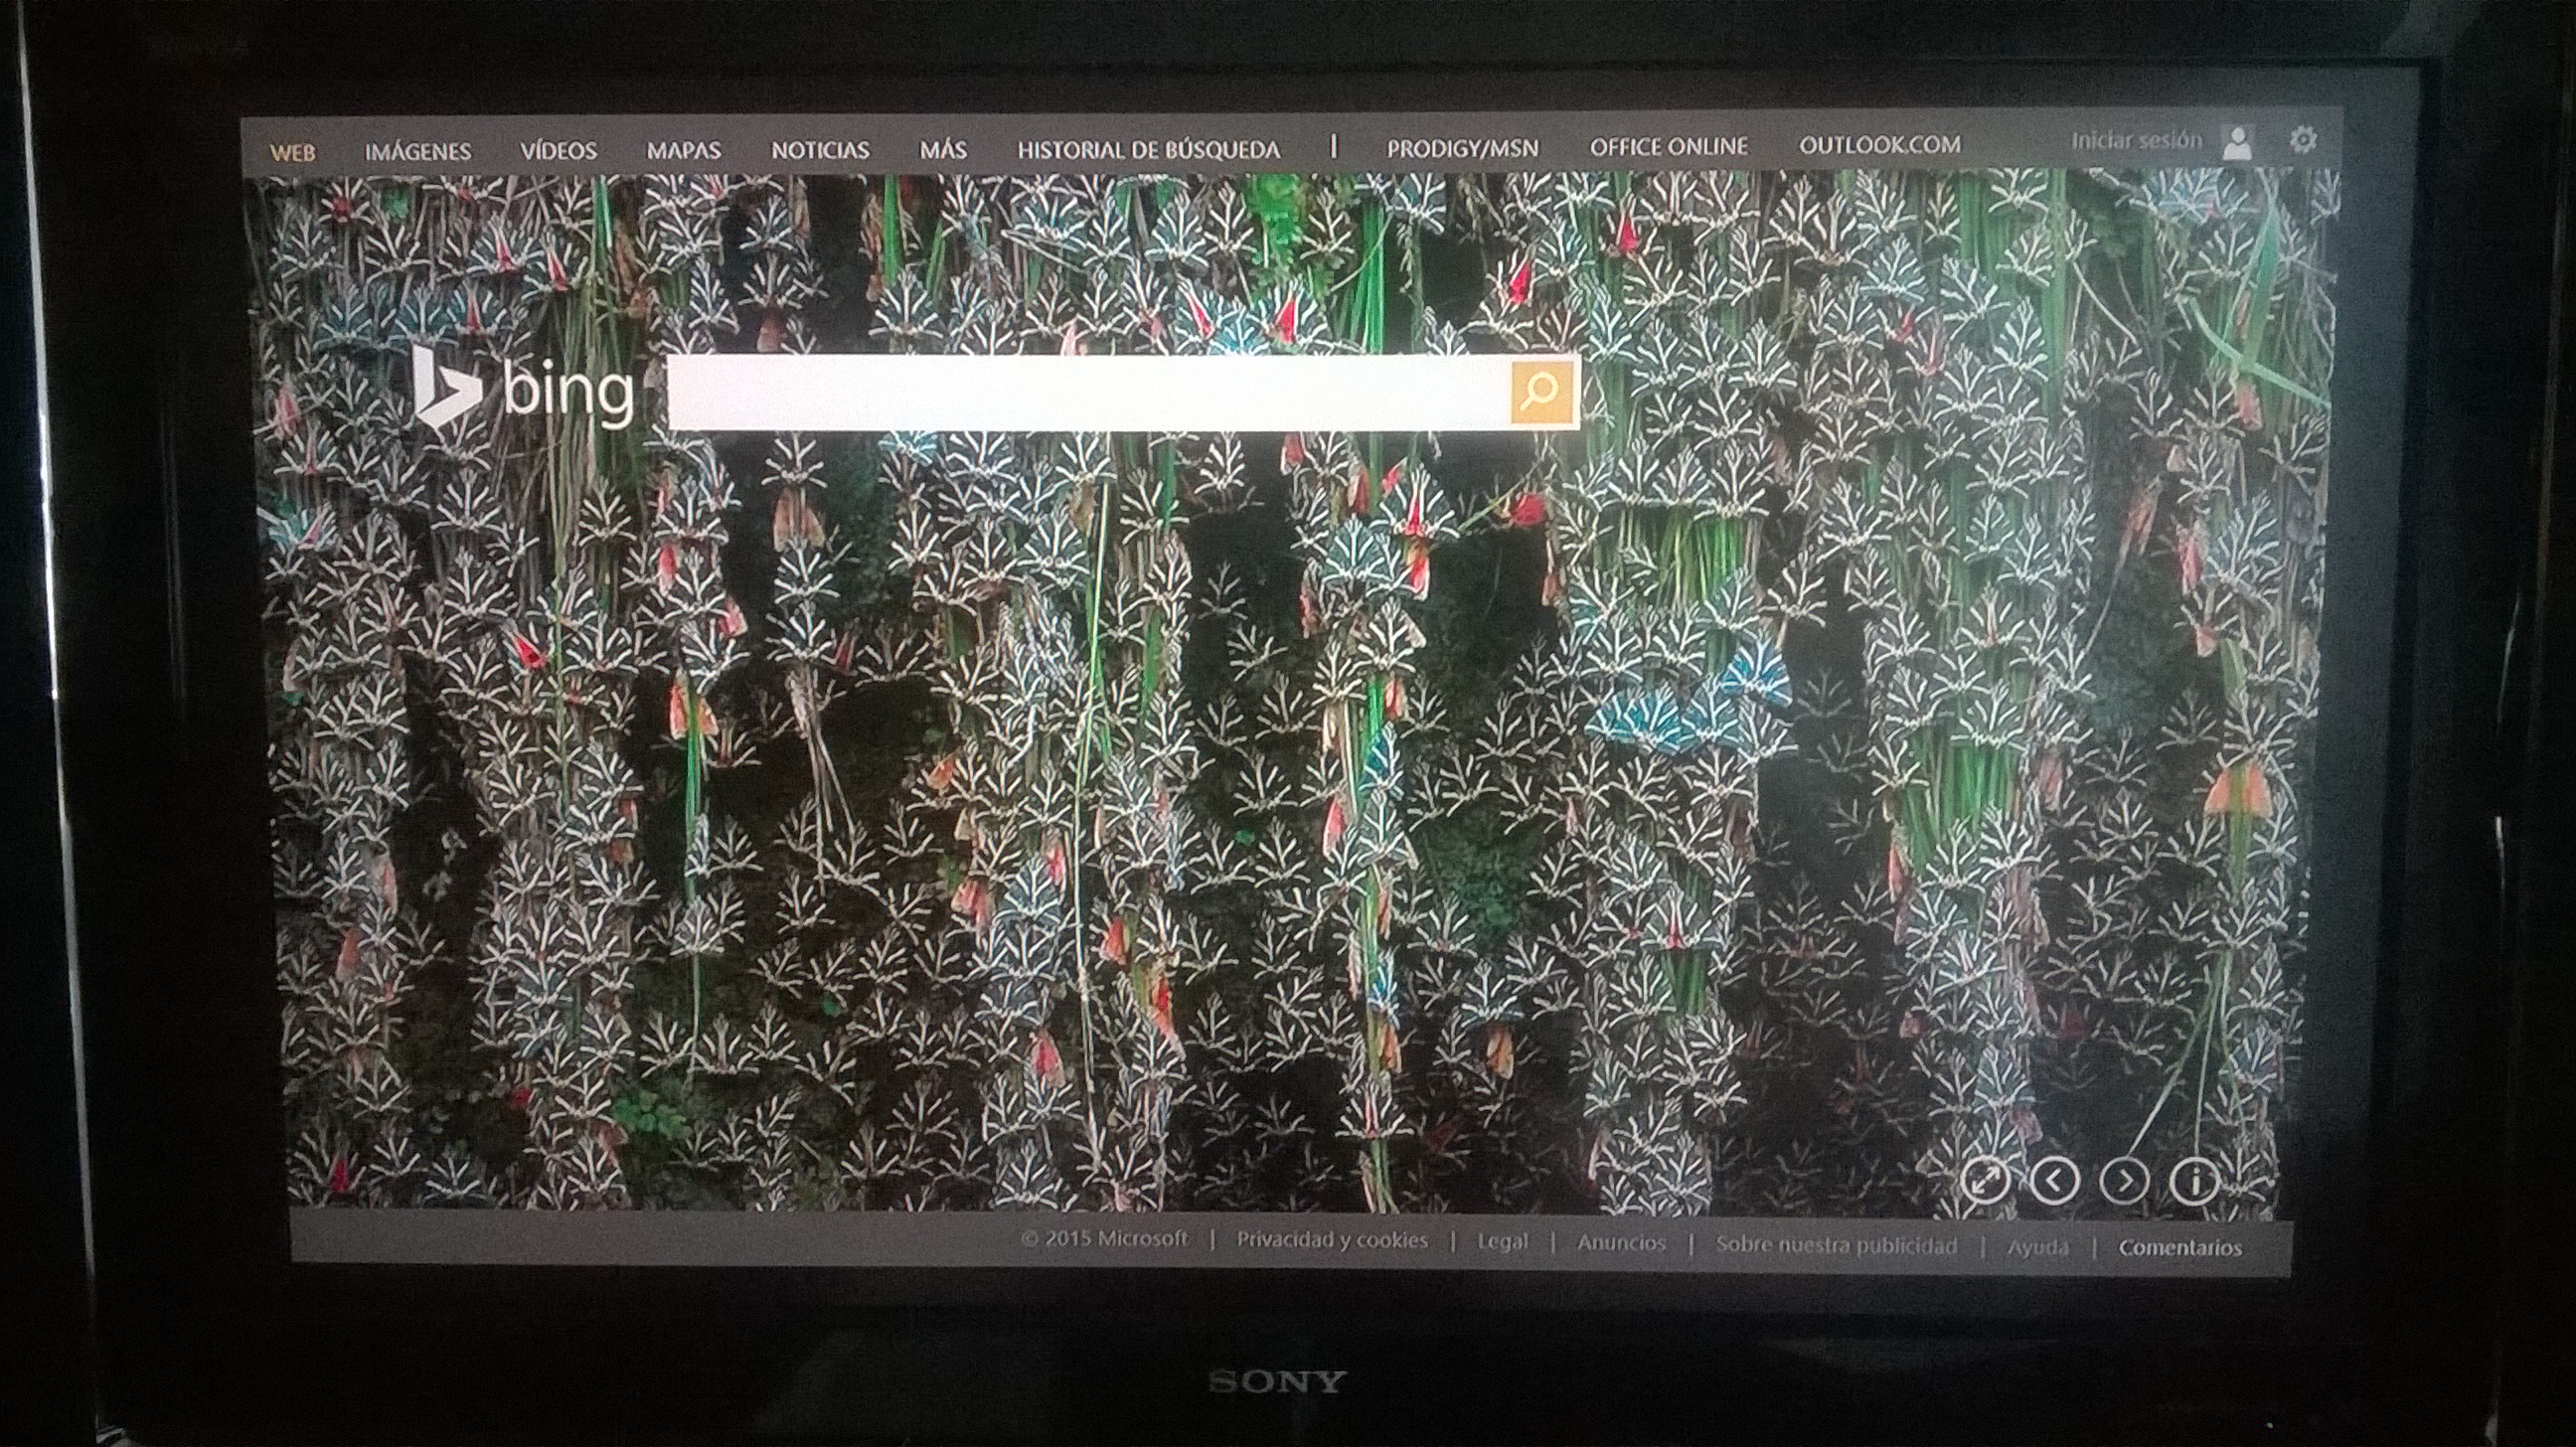 BRAVIA
WEB IMÁGENES VÍDEOS MAPAS NOTICIAS MÁS HISTORIAL DE BÚSQUEDA | PRODIGY/MSN OFFICE ONLINE OUTLOOK.COM Iniciar sesión
bing
© 2015 Microsoft | Privacidad y cookies | Legal | Anuncios | Sobre nuestra publicidad | Ayuda | Comentarios
SONY